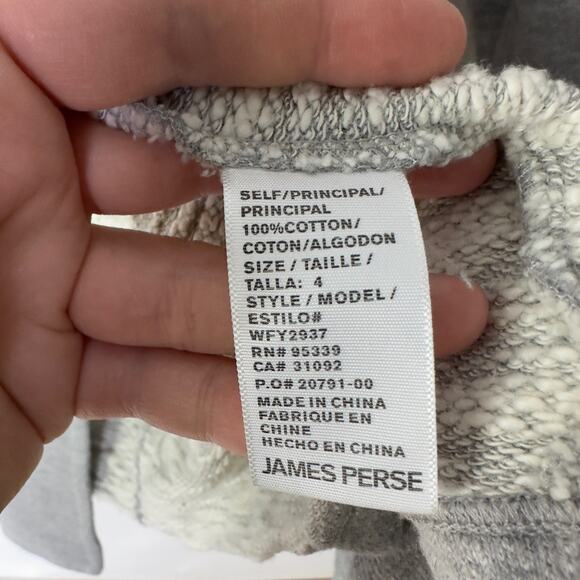 SELF/PRINCIPAL/
PRINCIPAL
100%COTTON/
COTON/ALGODON
SIZE / TAILLE /
TALLA: 4
STYLE / MODEL /
ESTILO#
WFY2937
RN# 95339
CA# 31092
P.O# 20791-00
MADE IN CHINA
FABRIQUE EN
CHINE
HECHO EN CHINA
JAMES PERSE